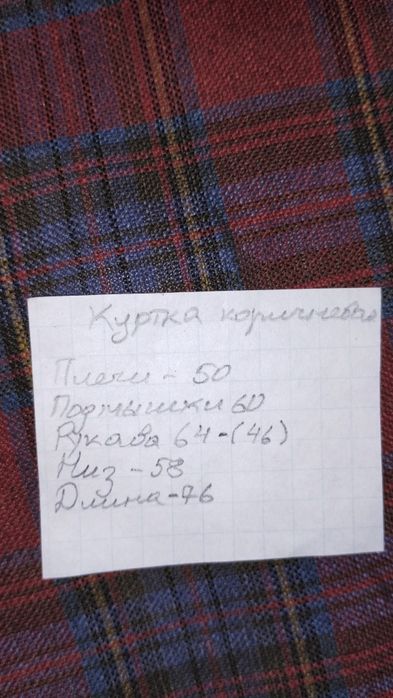 Куртка коричневая
Плечи - 50
Подмышки 60
Рукава 64-(46)
Низ - 58
Длина - 76